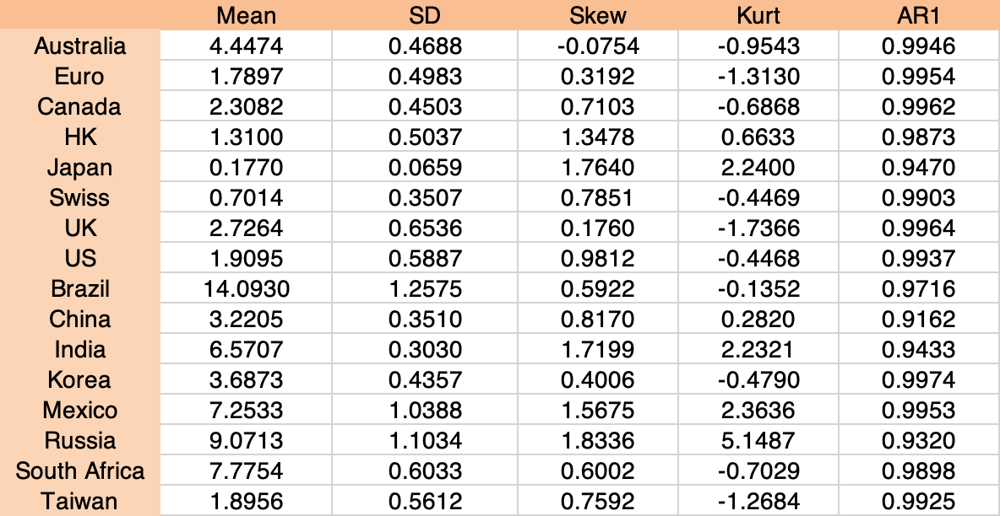 Mean SD Skew Kurt AR1
Australia 4.4474 0.4688 -0.0754 -0.9543 0.9946
Euro 1.7897 0.4983 0.3192 -1.3130 0.9954
Canada 2.3082 0.4503 0.7103 -0.6868 0.9962
HK 1.3100 0.5037 1.3478 0.6633 0.9873
Japan 0.1770 0.0659 1.7640 2.2400 0.9470
Swiss 0.7014 0.3507 0.7851 -0.4469 0.9903
UK 2.7264 0.6536 0.1760 -1.7366 0.9964
US 1.9095 0.5887 0.9812 -0.4468 0.9937
Brazil 14.0930 1.2575 0.5922 -0.1352 0.9716
China 3.2205 0.3510 0.8170 0.2820 0.9162
India 6.5707 0.3030 1.7199 2.2321 0.9433
Korea 3.6873 0.4357 0.4006 -0.4790 0.9974
Mexico 7.2533 1.0388 1.5675 2.3636 0.9953
Russia 9.0713 1.1034 1.8336 5.1487 0.9320
South Africa 7.7754 0.6033 0.6002 -0.7029 0.9898
Taiwan 1.8956 0.5612 0.7592 -1.2684 0.9925